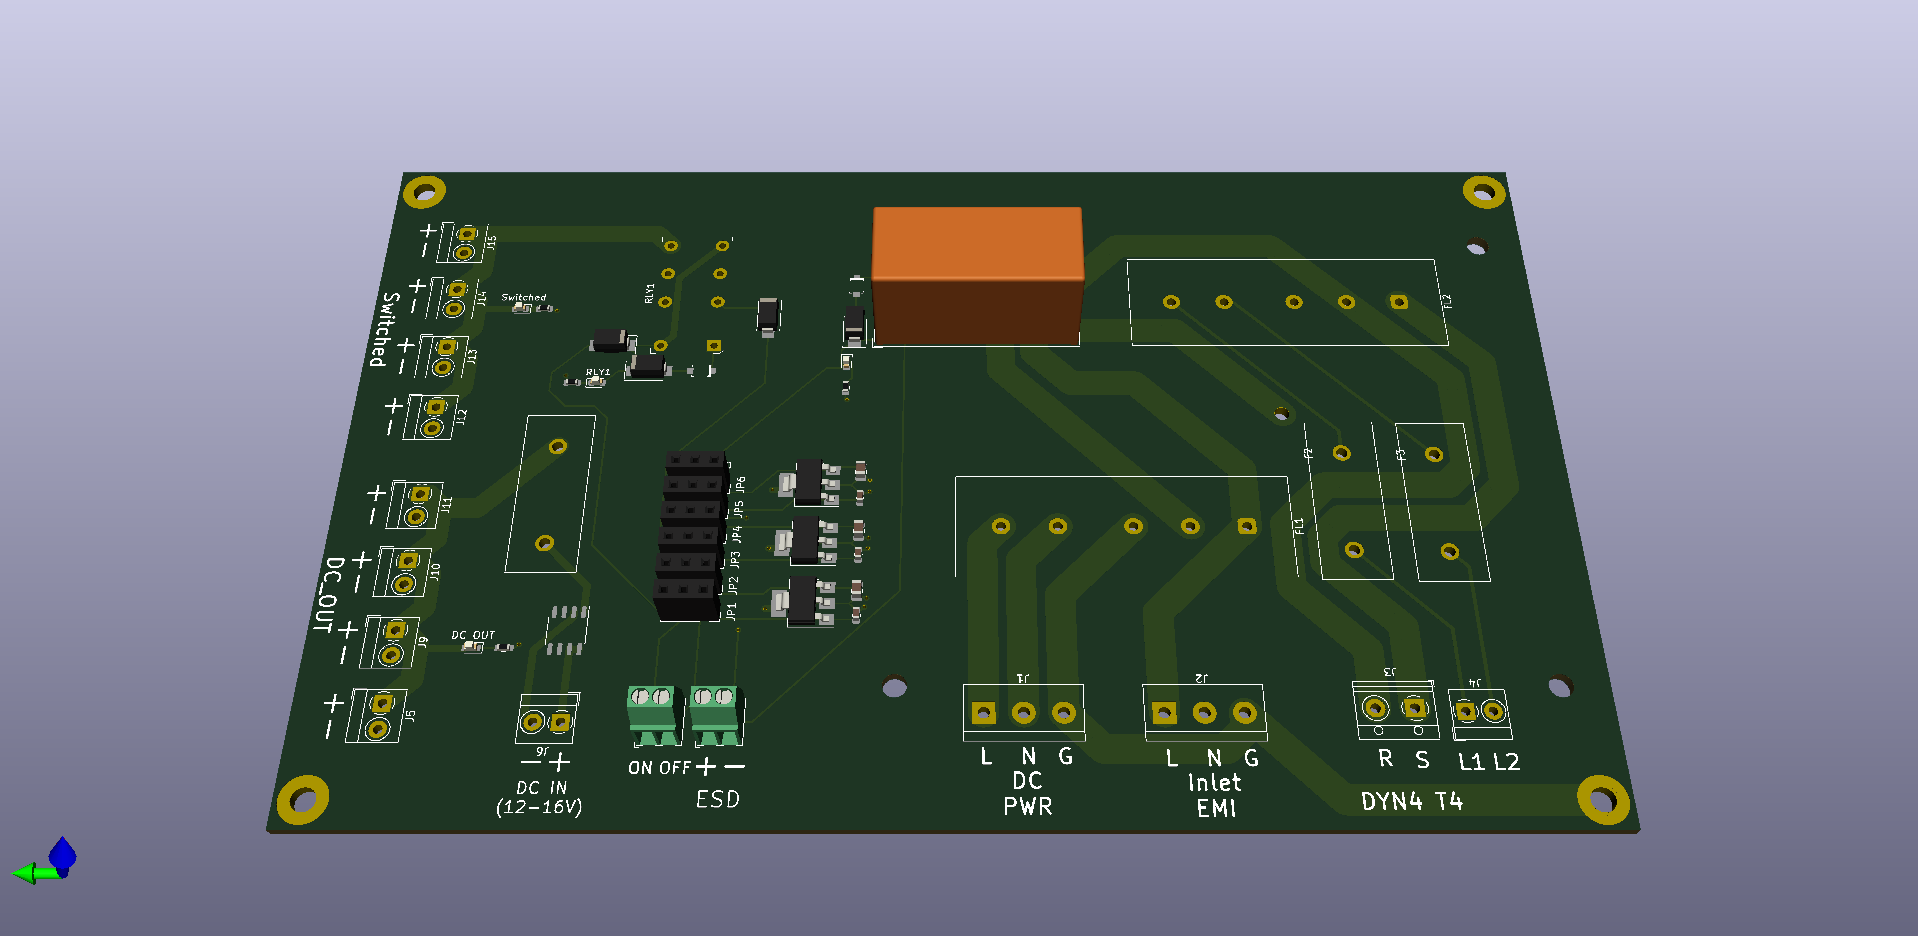 J15
J14
Switched
Switched
J13
J12
RLY1
RLY1
FL2
F2
F3
J11
JP6
JP5
JP4
JP3
JP2
JP1
FL1
J10
DC_OUT
DC_OUT
J9
J5
J6
- +
DC IN
(12-16V)
ON OFF + -
ESD
J1
L N G
DC
PWR
J2
L N G
Inlet
EMI
J3
J4
R S L1 L2
DYN4 T4
+ -
+ -
+ -
+ -
+ -
+ -
+ -
+ -